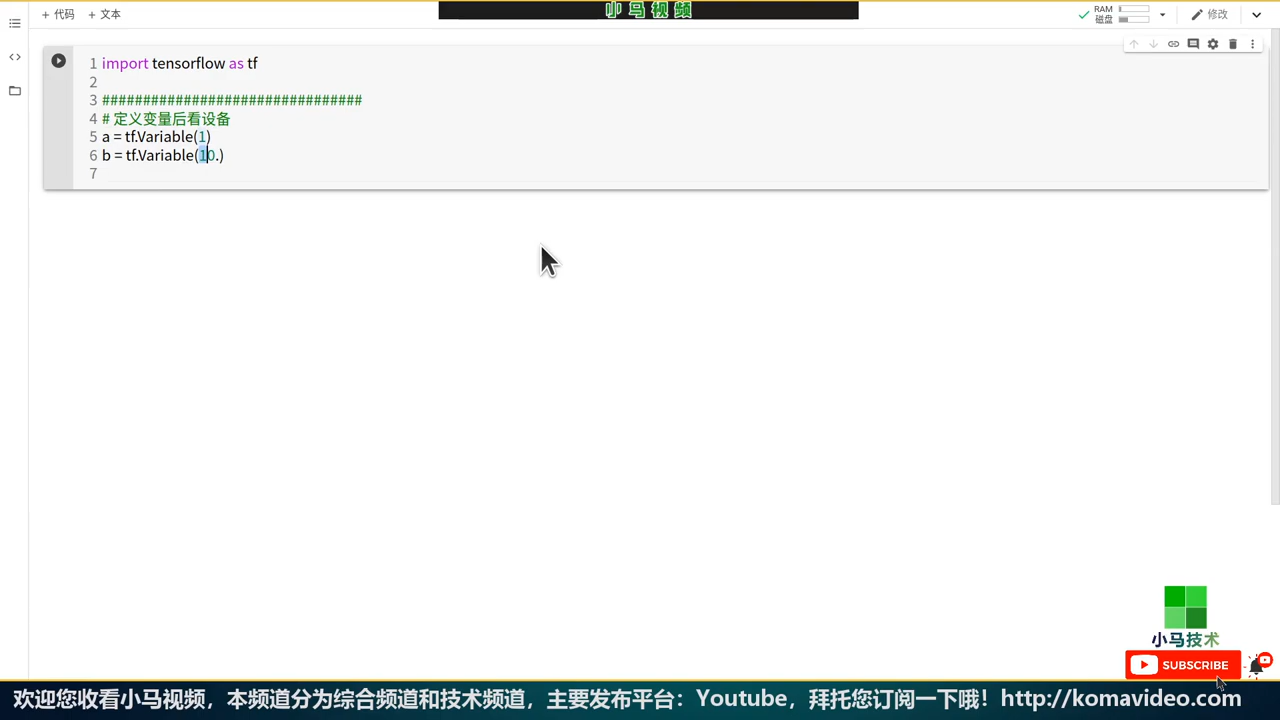 + 代码 + 文本
小马视频
RAM
磁盘
修改
1 import tensorflow as tf
2
3 ################################
4 # 定义变量后看设备
5 a = tf.Variable(1)
6 b = tf.Variable(10.)
7
小马技术
SUBSCRIBE
欢迎您收看小马视频，本频道分为综合频道和技术频道，主要发布平台：Youtube，拜托您订阅一下哦！http://komavideo.com